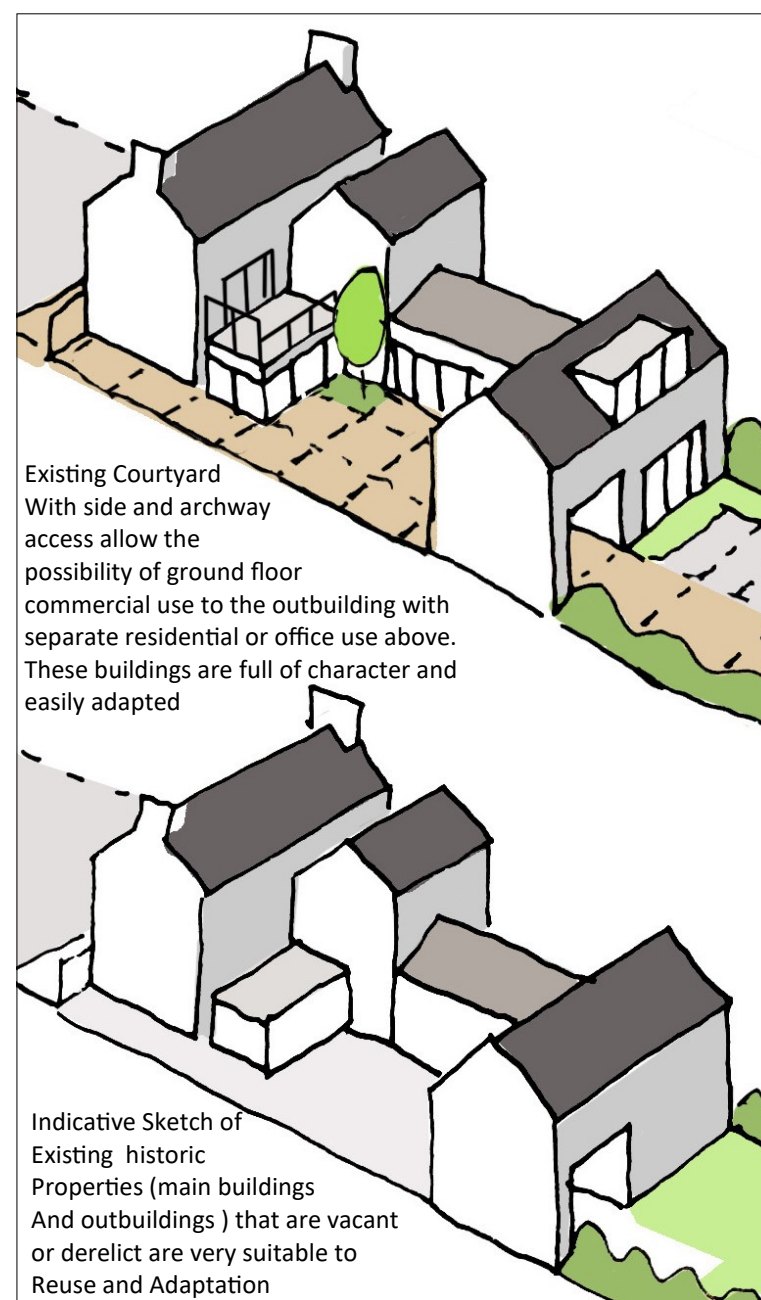 Existing Courtyard
With side and archway
access allow the
possibility of ground floor
commercial use to the outbuilding with
separate residential or office use above.
These buildings are full of character and
easily adapted
Indicative Sketch of
Existing historic
Properties (main buildings
And outbuildings ) that are vacant
or derelict are very suitable to
Reuse and Adaptation